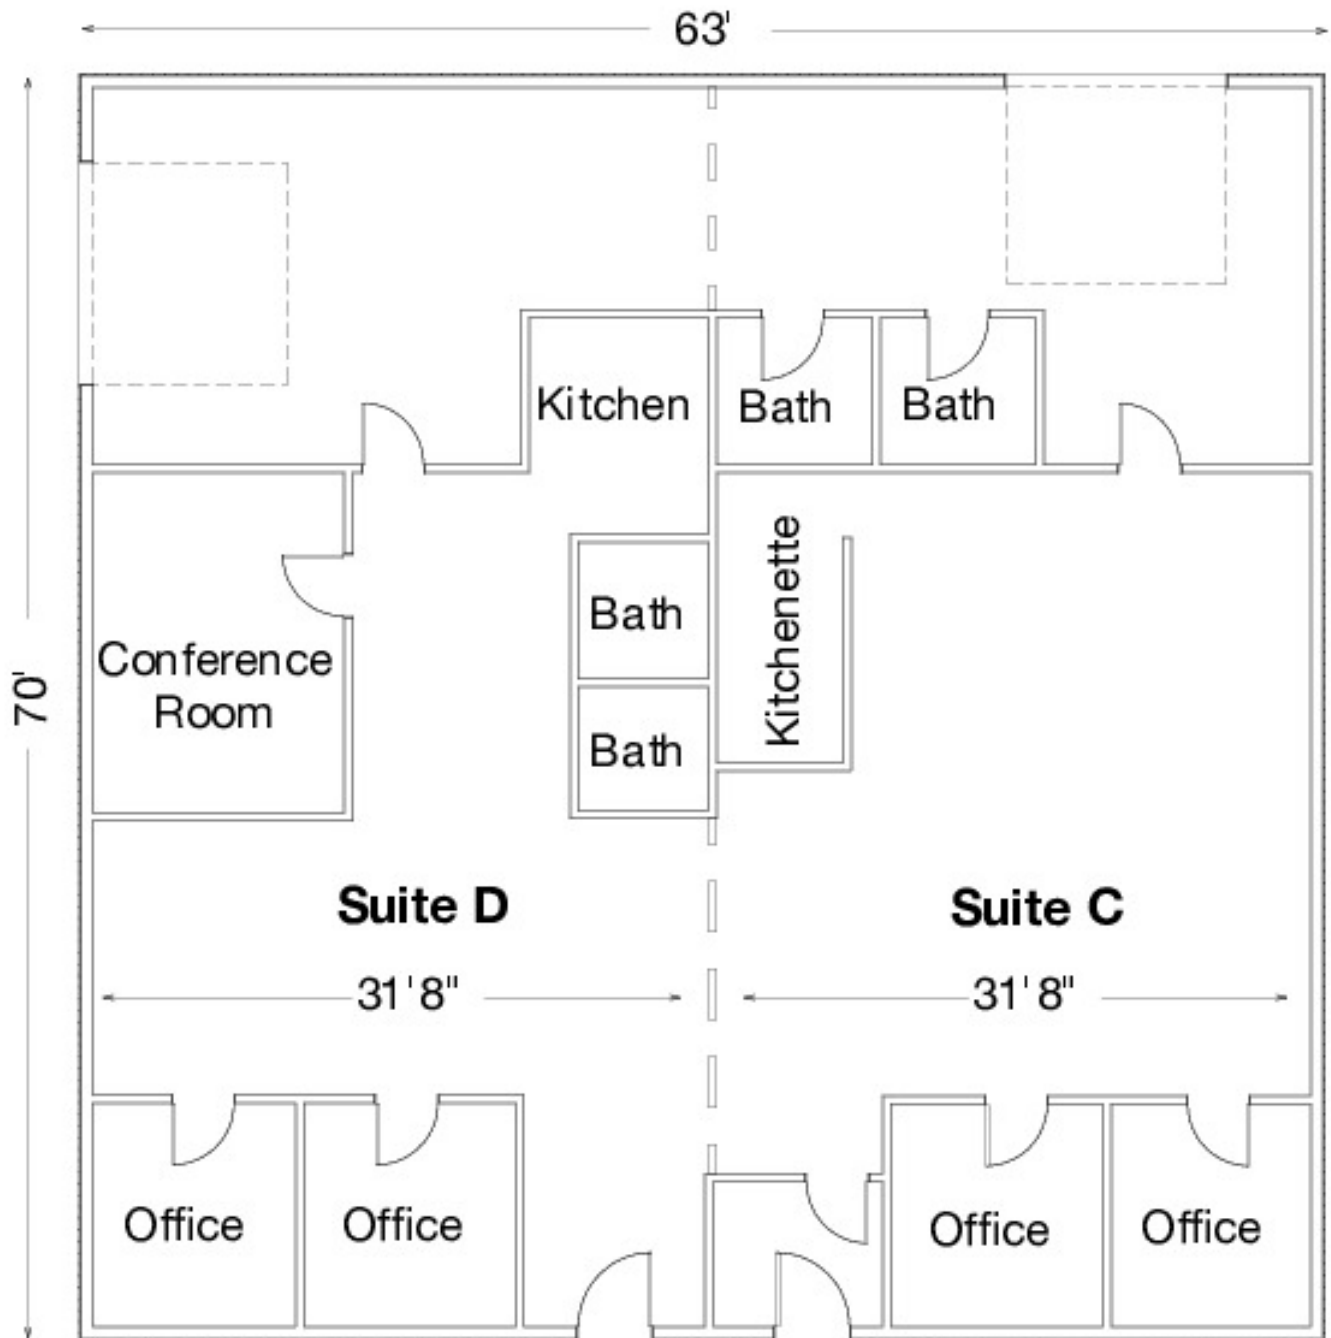 63'
Kitchen
Bath
Bath
Kitchenette
Bath
Conference
Room
70'
Bath
Suite D
Suite C
31'8"
31'8"
Office
Office
Office
Office